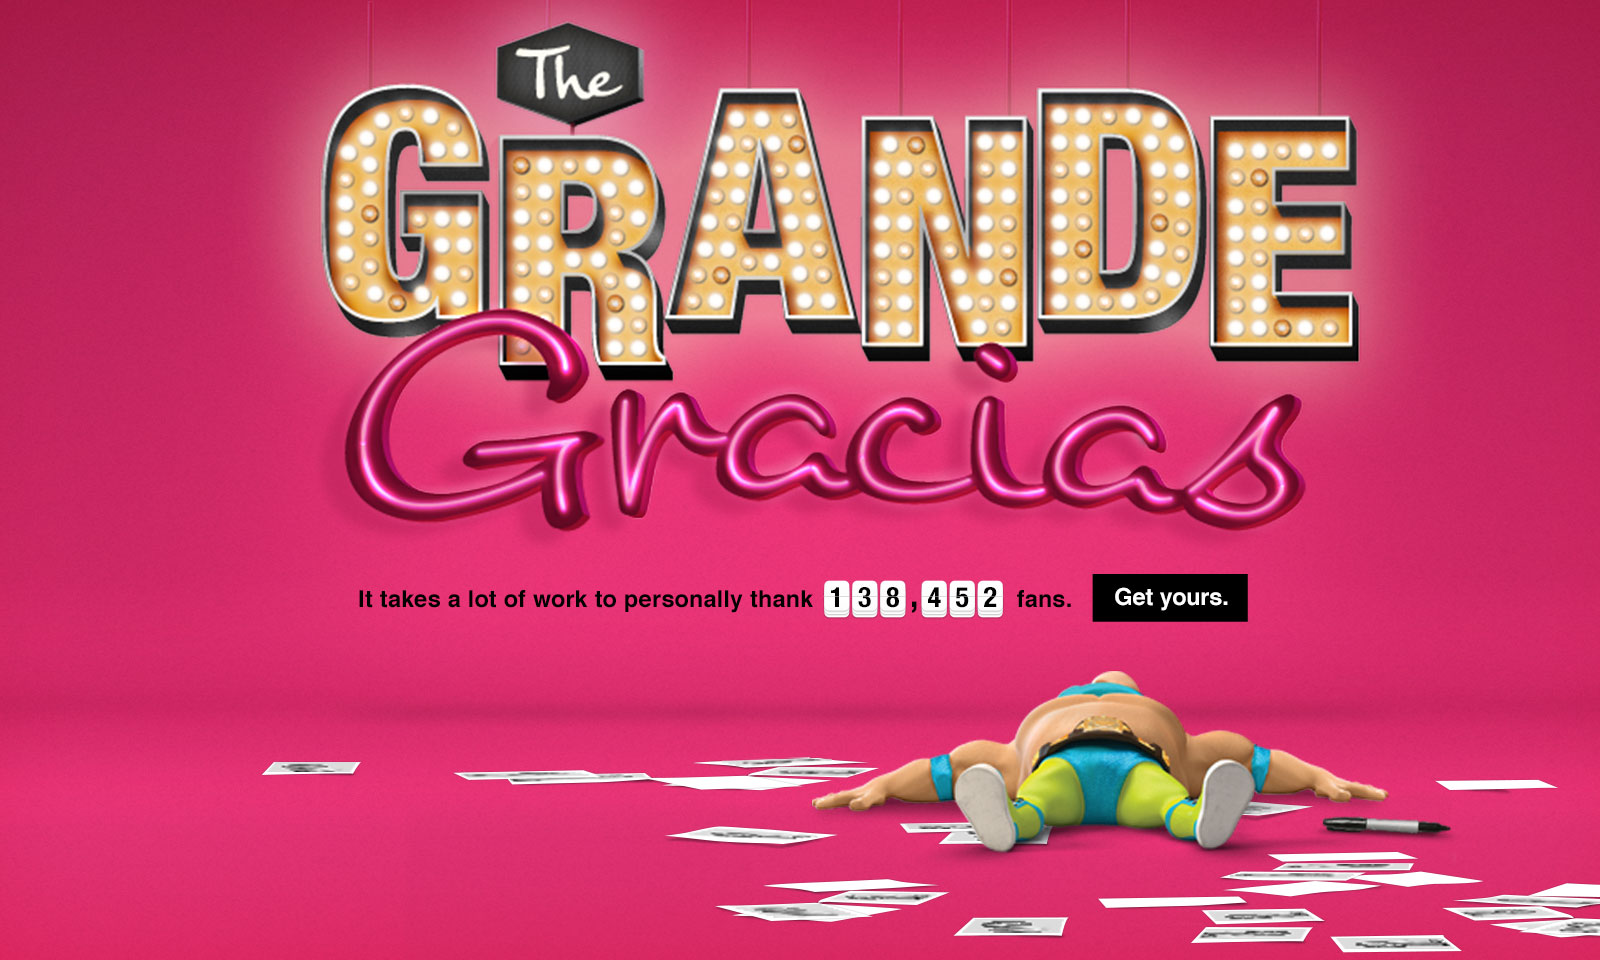 The
GRANDE
Gracias
It takes a lot of work to personally thank 138,452 fans. Get yours.